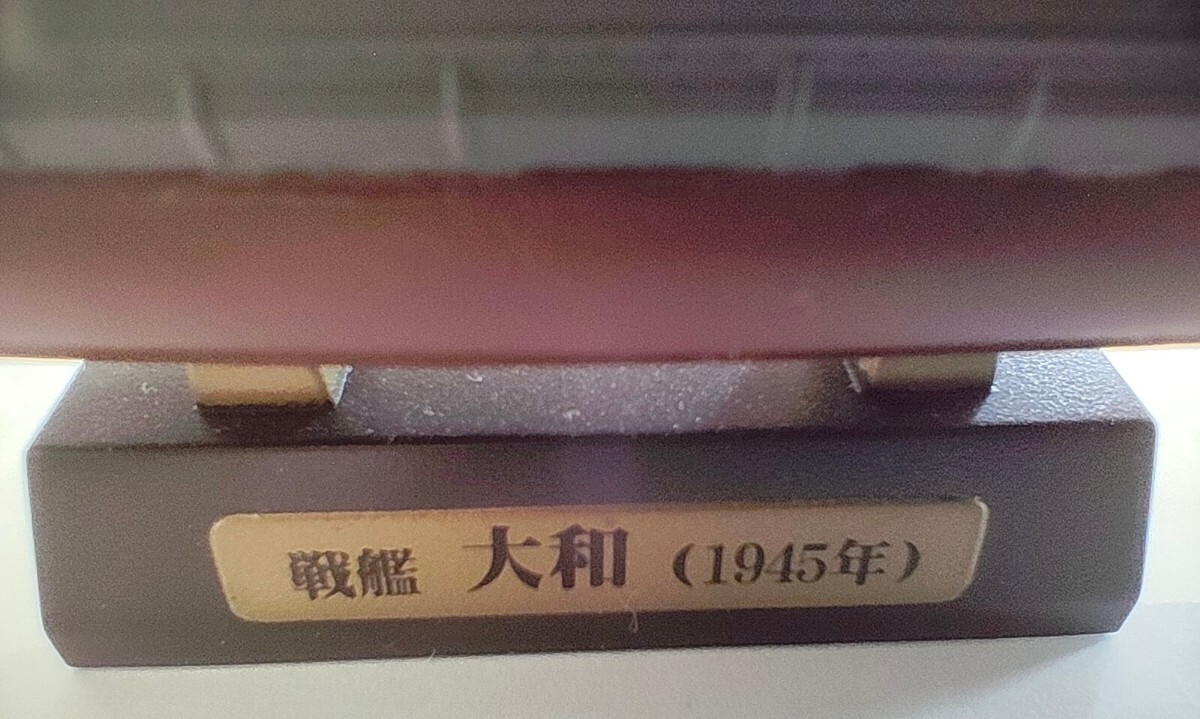 戦艦 大和 (1945年)